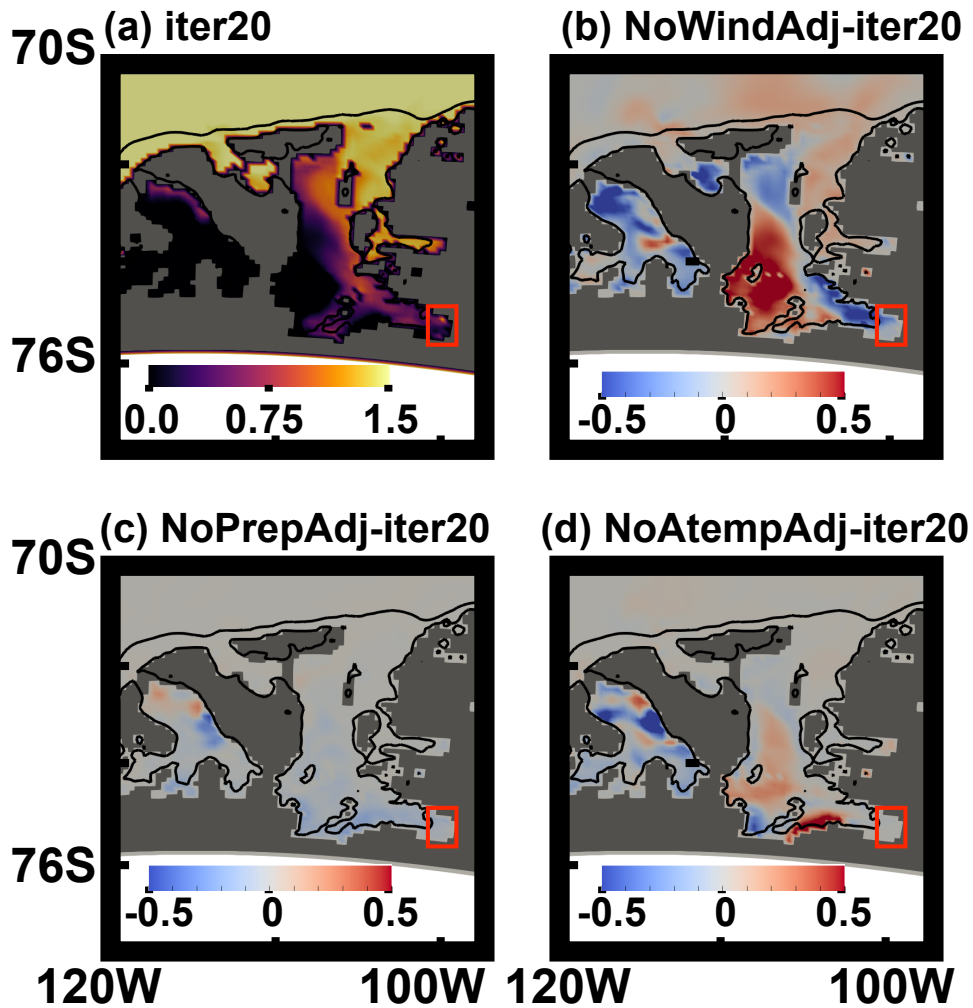 (a) iter20
(b) NoWindAdj-iter20
70S
76S
0.0 0.75 1.5
-0.5 0 0.5
(c) NoPrepAdj-iter20
(d) NoAtempAdj-iter20
70S
76S
-0.5 0 0.5
-0.5 0 0.5
120W 100W
120W 100W